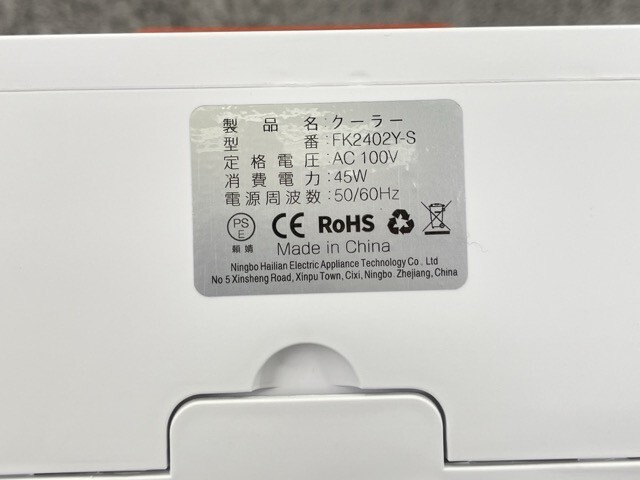 製品名:クーラー
型番:FK2402Y-S
定格電圧:AC 100V
消費電力:45W
電源周波数:50/60Hz
PS
E
CE RoHS
頼婧
Made in China
Ningbo Hailian Electric Appliance Technology Co., Ltd
No 5 Xinsheng Road, Xinpu Town, Cixi, Ningbo Zhejiang, China